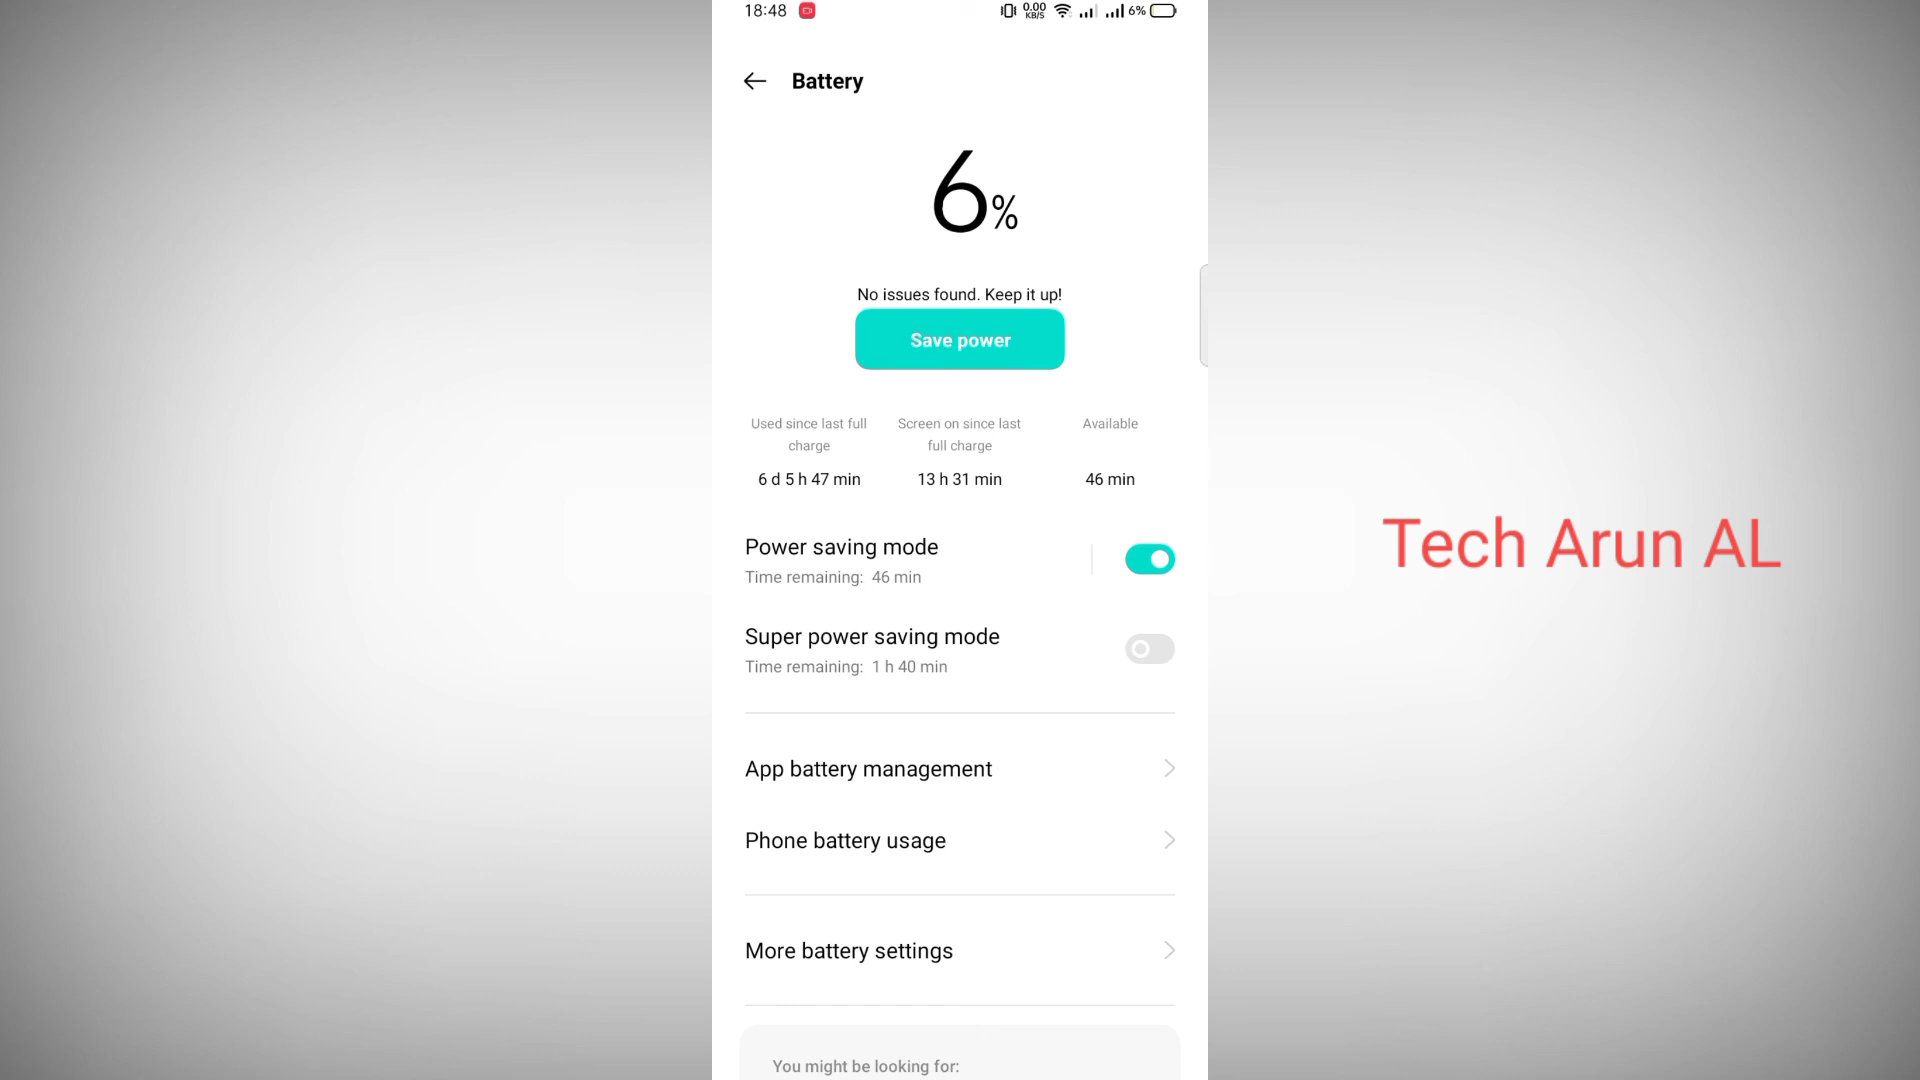 18:48
0.00
KB/S
6%
Battery
6%
No issues found. Keep it up!
Save power
Used since last full
charge
Screen on since last
full charge
Available
6 d 5 h 47 min
13 h 31 min
46 min
Power saving mode
Time remaining: 46 min
Super power saving mode
Time remaining: 1 h 40 min
App battery management
Phone battery usage
More battery settings
You might be looking for:
Tech Arun AL